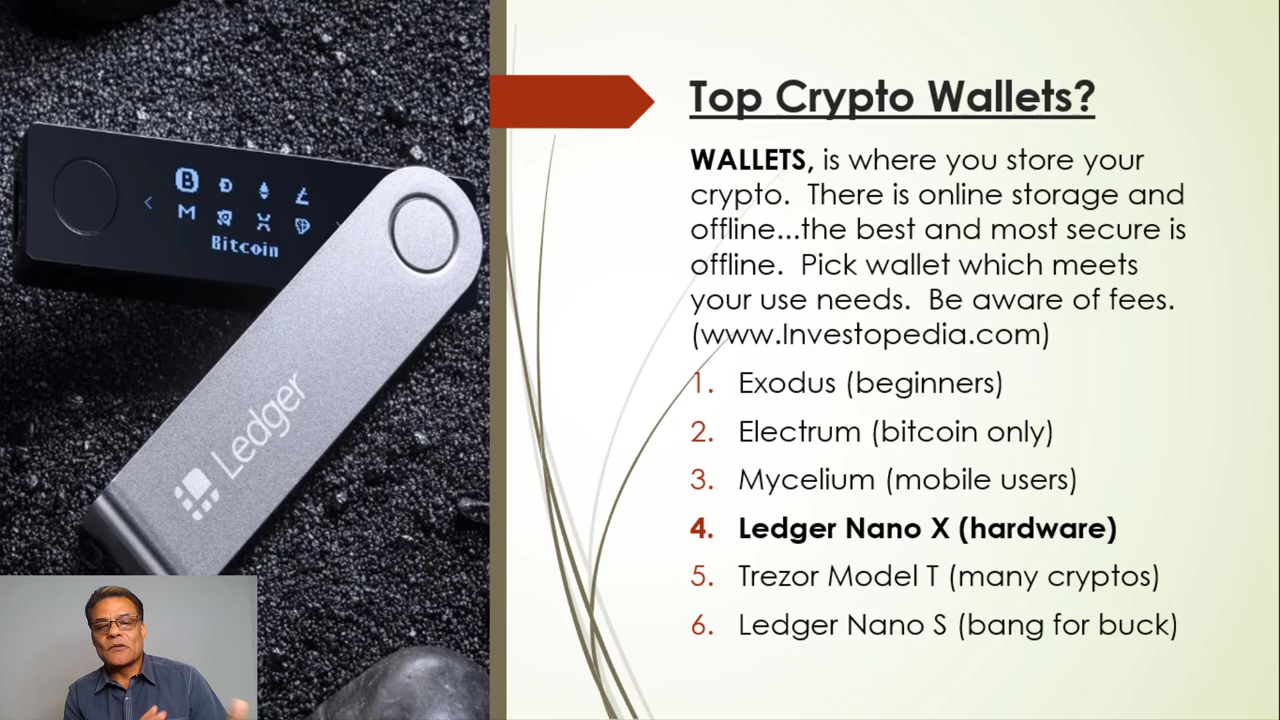 Top Crypto Wallets?
WALLETS, is where you store your
crypto.  There is online storage and
offline...the best and most secure is
offline.  Pick wallet which meets
your use needs.  Be aware of fees.
(www.Investopedia.com)
1. Exodus (beginners)
2. Electrum (bitcoin only)
3. Mycelium (mobile users)
4. Ledger Nano X (hardware)
5. Trezor Model T (many cryptos)
6. Ledger Nano S (bang for buck)
Bitcoin
Ledger